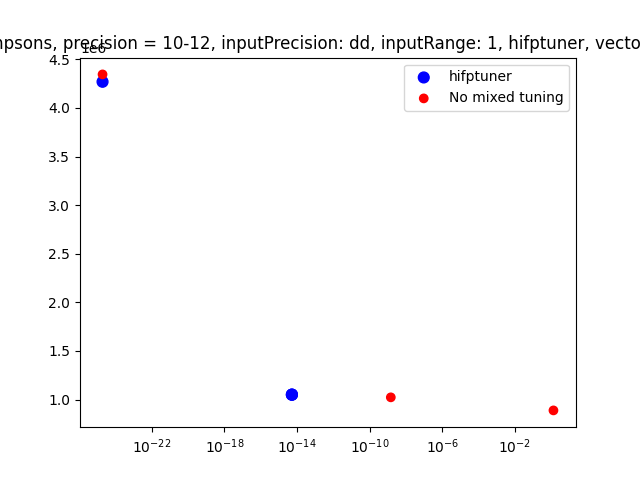 psons, precision = 10-12, inputPrecision: dd, inputRange: 1, hifptuner, vecto
1e6
4.5
4.0
3.5
3.0
2.5
2.0
1.5
1.0
hifptuner
No mixed tuning
10⁻²² 10⁻¹⁸ 10⁻¹⁴ 10⁻¹⁰ 10⁻⁶ 10⁻²